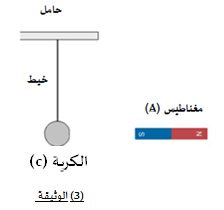 حامل
خيط
مغناطيس (A)
S N
الكرية (c)
الوثيقة (3)